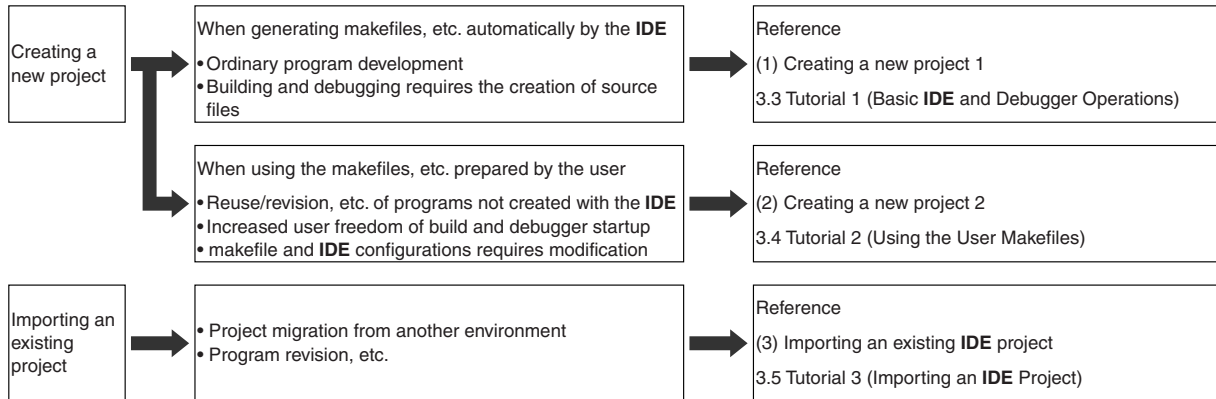 Creating a
new project
When generating makefiles, etc. automatically by the IDE
• Ordinary program development
• Building and debugging requires the creation of source
files
Reference
(1) Creating a new project 1
3.3 Tutorial 1 (Basic IDE and Debugger Operations)
When using the makefiles, etc. prepared by the user
• Reuse/revision, etc. of programs not created with the IDE
• Increased user freedom of build and debugger startup
• makefile and IDE configurations requires modification
Reference
(2) Creating a new project 2
3.4 Tutorial 2 (Using the User Makefiles)
Importing an
existing
project
• Project migration from another environment
• Program revision, etc.
Reference
(3) Importing an existing IDE project
3.5 Tutorial 3 (Importing an IDE Project)